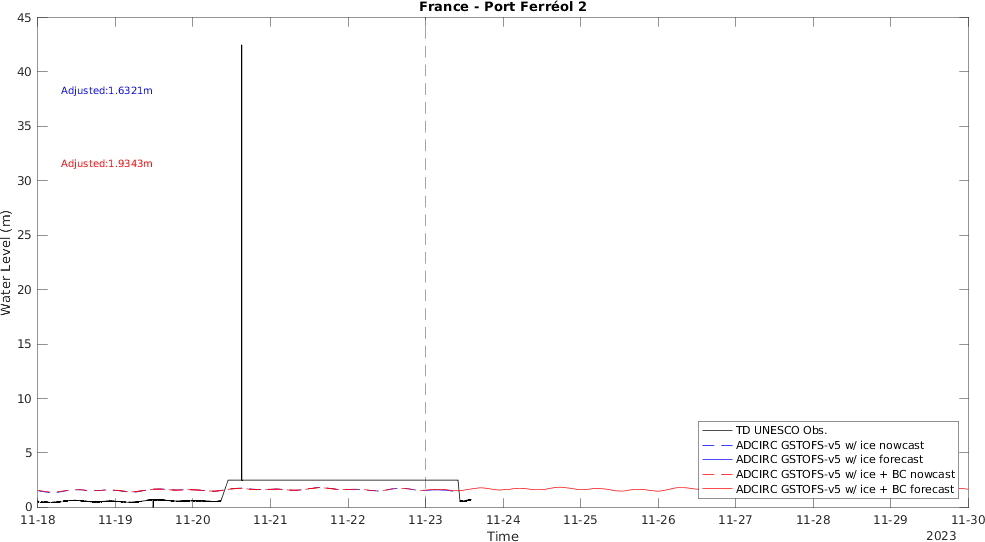 France - Port Ferréol 2
45
40
35
30
25
20
15
10
5
0
Water Level (m)
Adjusted:1.6321m
Adjusted:1.9343m
TD UNESCO Obs.
ADCIRC GSTOFS-v5 w/ ice nowcast
ADCIRC GSTOFS-v5 w/ ice forecast
ADCIRC GSTOFS-v5 w/ ice + BC nowcast
ADCIRC GSTOFS-v5 w/ ice + BC forecast
11-18 11-19 11-20 11-21 11-22 11-23 11-24 11-25 11-26 11-27 11-28 11-29 11-30
Time
2023